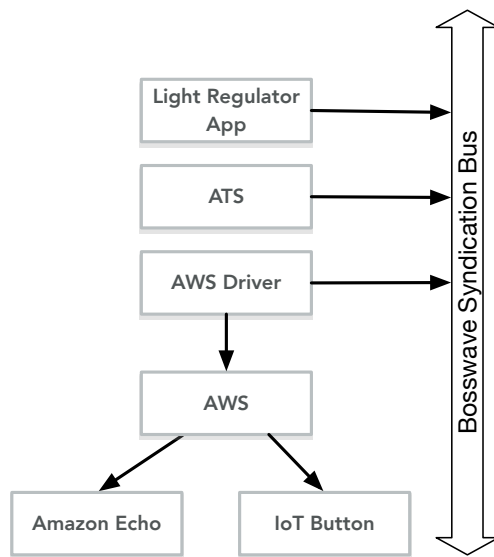 Light Regulator
App
ATS
AWS Driver
AWS
Amazon Echo
IoT Button
Bosswave Syndication Bus